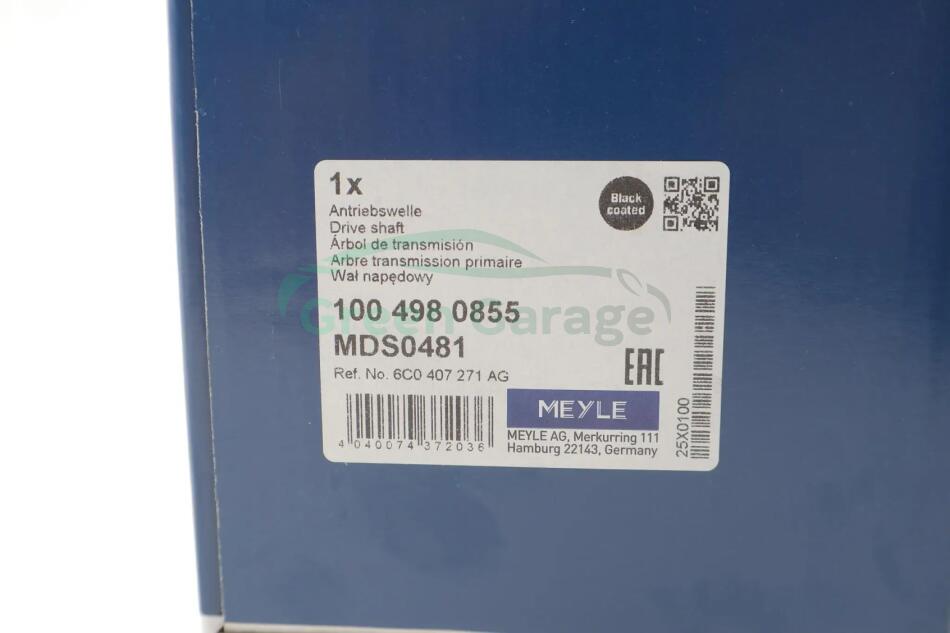 1x
Antriebswelle
Drive shaft
Árbol de transmisión
Arbre transmission primaire
Wał napędowy
100 498 0855
MDS0481
Ref. No. 6C0 407 271 AG
4 040074 372036
Black
coated
EAC
MEYLE
MEYLE AG, Merkurring 111
Hamburg 22143, Germany
25X0100
Green Garage